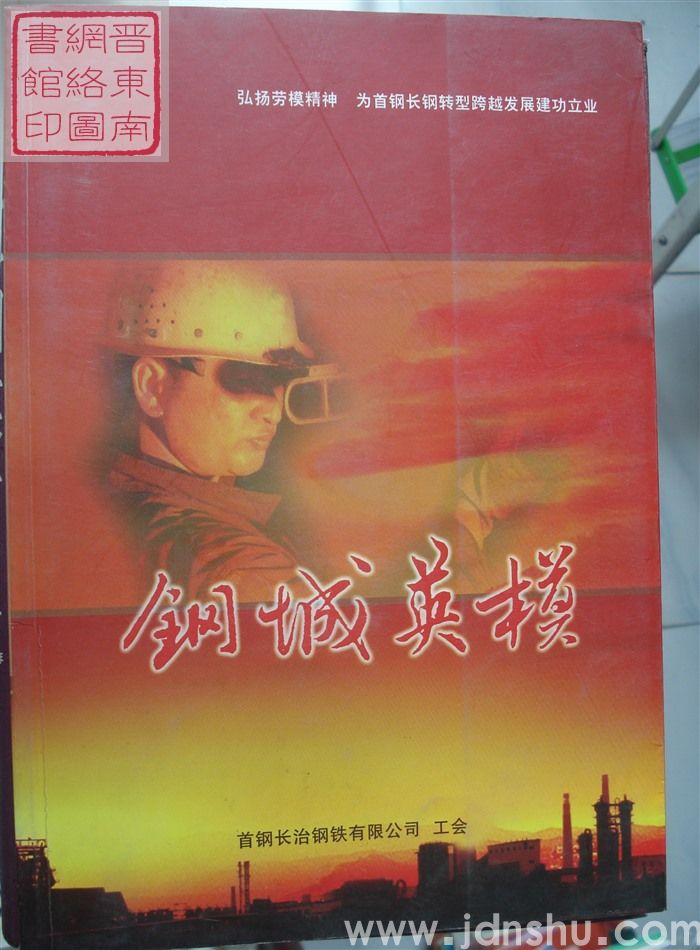 晋東南
網絡圖
書館印
弘扬劳模精神 为首钢长钢转型跨越发展建功立业
鋼城英模
首钢长治钢铁有限公司 工会
www.jdnshu.com